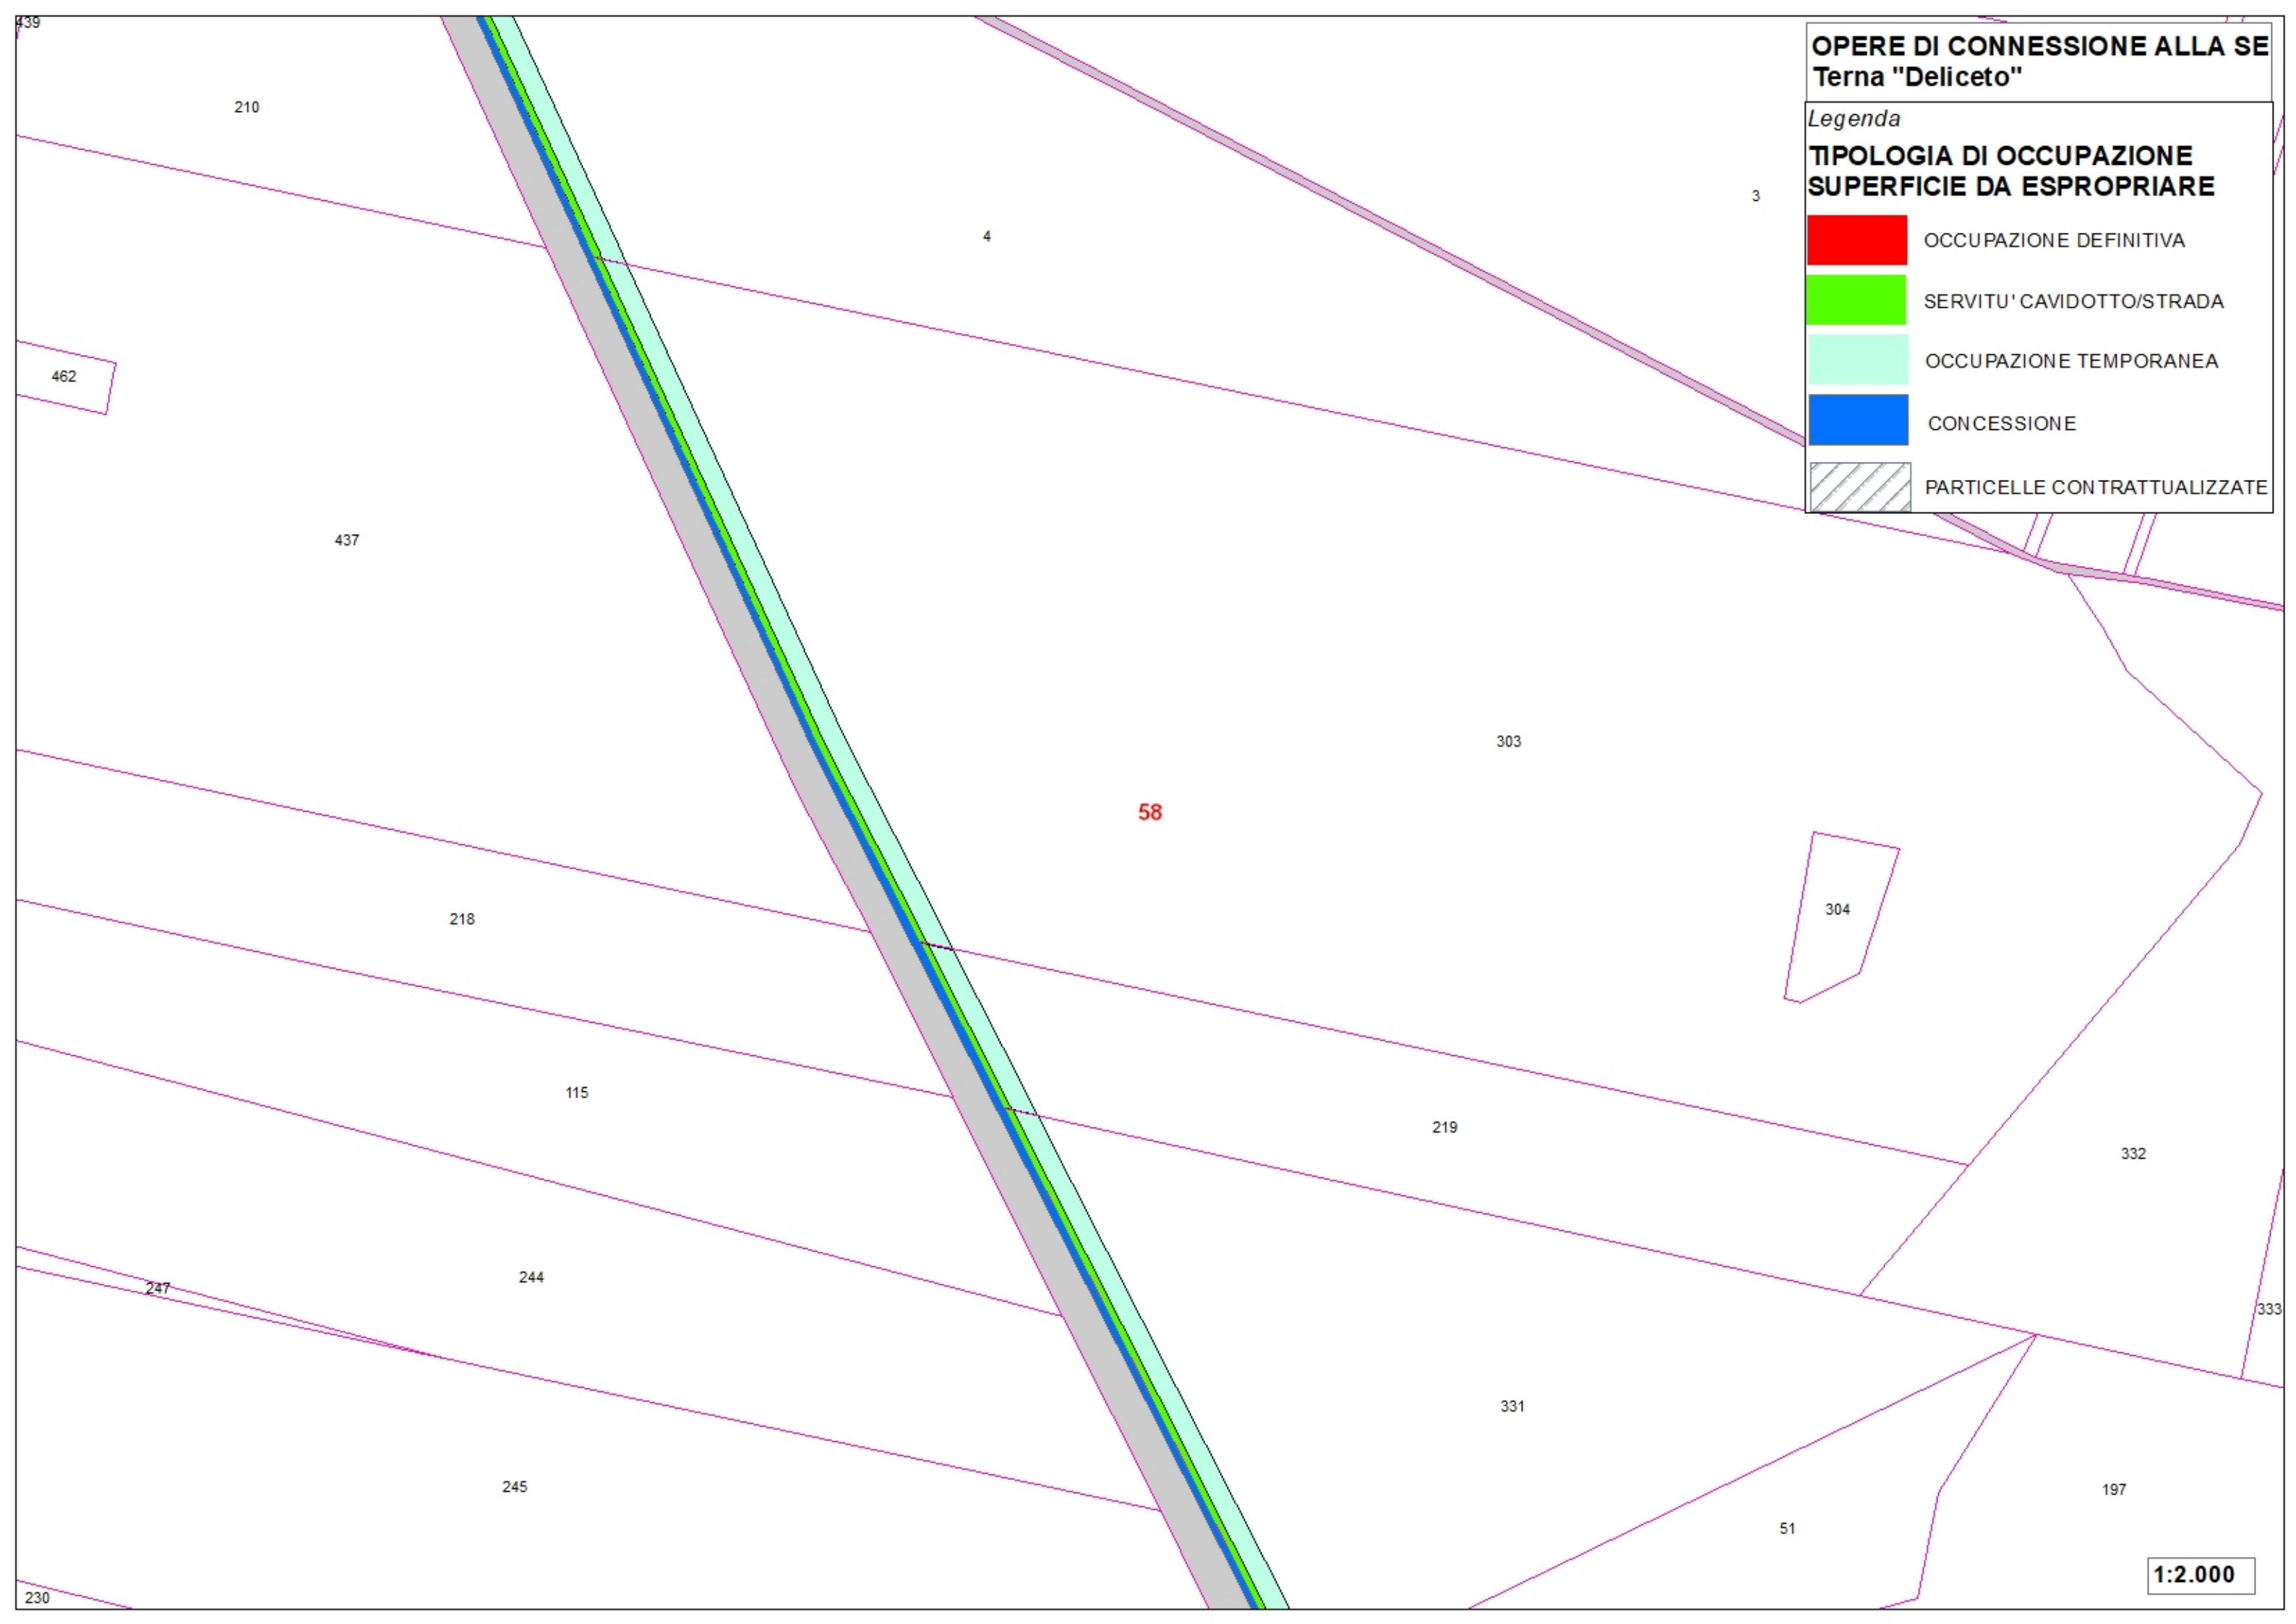 OPERE DI CONNESSIONE ALLA SE
Terna "Deliceto"
Legenda
TIPOLOGIA DI OCCUPAZIONE
SUPERFICIE DA ESPROPRIARE
OCCUPAZIONE DEFINITIVA
SERVITU' CAVIDOTTO/STRADA
OCCUPAZIONE TEMPORANEA
CONCESSIONE
PARTICELLE CONTRATTUALIZZATE
439
210
3
4
462
437
303
58
304
218
115
219
332
244
247
333
331
245
197
51
1:2.000
230